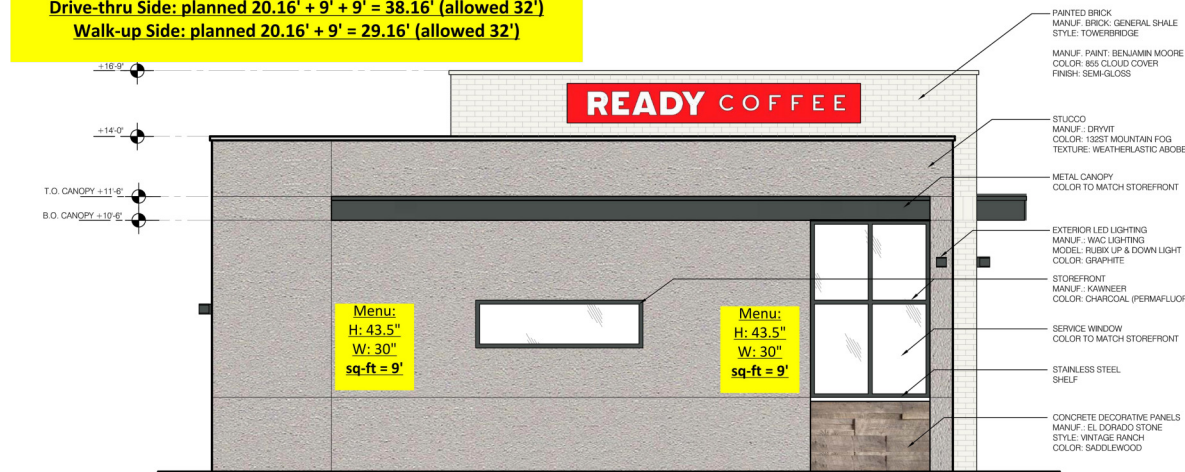 Drive-thru Side: planned 20.16' + 9' + 9' = 38.16' (allowed 32')
Walk-up Side: planned 20.16' + 9' = 29.16' (allowed 32')
+16'-9"
+14'-0"
T.O. CANOPY +11'-6"
B.O. CANOPY +10'-6"
READY COFFEE
Menu:
H: 43.5"
W: 30"
sq-ft = 9'
Menu:
H: 43.5"
W: 30"
sq-ft = 9'
PAINTED BRICK
MANUF. BRICK: GENERAL SHALE
STYLE: TOWERBRIDGE
MANUF. PAINT: BENJAMIN MOORE
COLOR: 855 CLOUD COVER
FINISH: SEMI-GLOSS
STUCCO
MANUF.: DRYVIT
COLOR: 132ST MOUNTAIN FOG
TEXTURE: WEATHERLASTIC ABOBE
METAL CANOPY
COLOR TO MATCH STOREFRONT
EXTERIOR LED LIGHTING
MANUF.: WAC LIGHTING
MODEL: RUBIX UP & DOWN LIGHT
COLOR: GRAPHITE
STOREFRONT
MANUF.: KAWNEER
COLOR: CHARCOAL (PERMAFLUOR
SERVICE WINDOW
COLOR TO MATCH STOREFRONT
STAINLESS STEEL
SHELF
CONCRETE DECORATIVE PANELS
MANUF.: EL DORADO STONE
STYLE: VINTAGE RANCH
COLOR: SADDLEWOOD